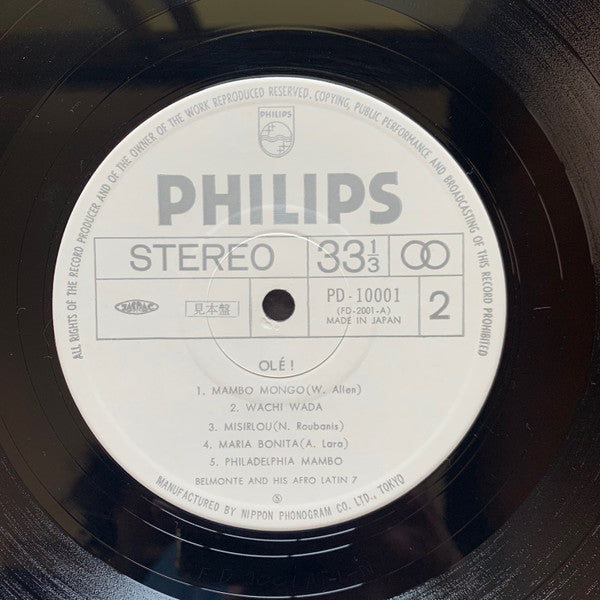 ALL RIGHTS OF THE RECORD PRODUCER AND OF THE OWNER OF THE WORK REPRODUCED RESERVED. COPYING, PUBLIC PERFORMANCE AND BROADCASTING OF THIS RECORD PROHIBITED
PHILIPS
PHILIPS
STEREO 33 1/3
見本盤 PD-10001 2
(FD-2001-A)
MADE IN JAPAN
OLÉ !
1. MAMBO MONGO (W. Allen)
2. WACHI WADA
3. MISIRLOU (N. Roubanis)
4. MARIA BONITA (A. Lara)
5. PHILADELPHIA MAMBO
BELMONTE AND HIS AFRO LATIN 7
Ⓢ
MANUFACTURED BY NIPPON PHONOGRAM CO. LTD., TOKYO